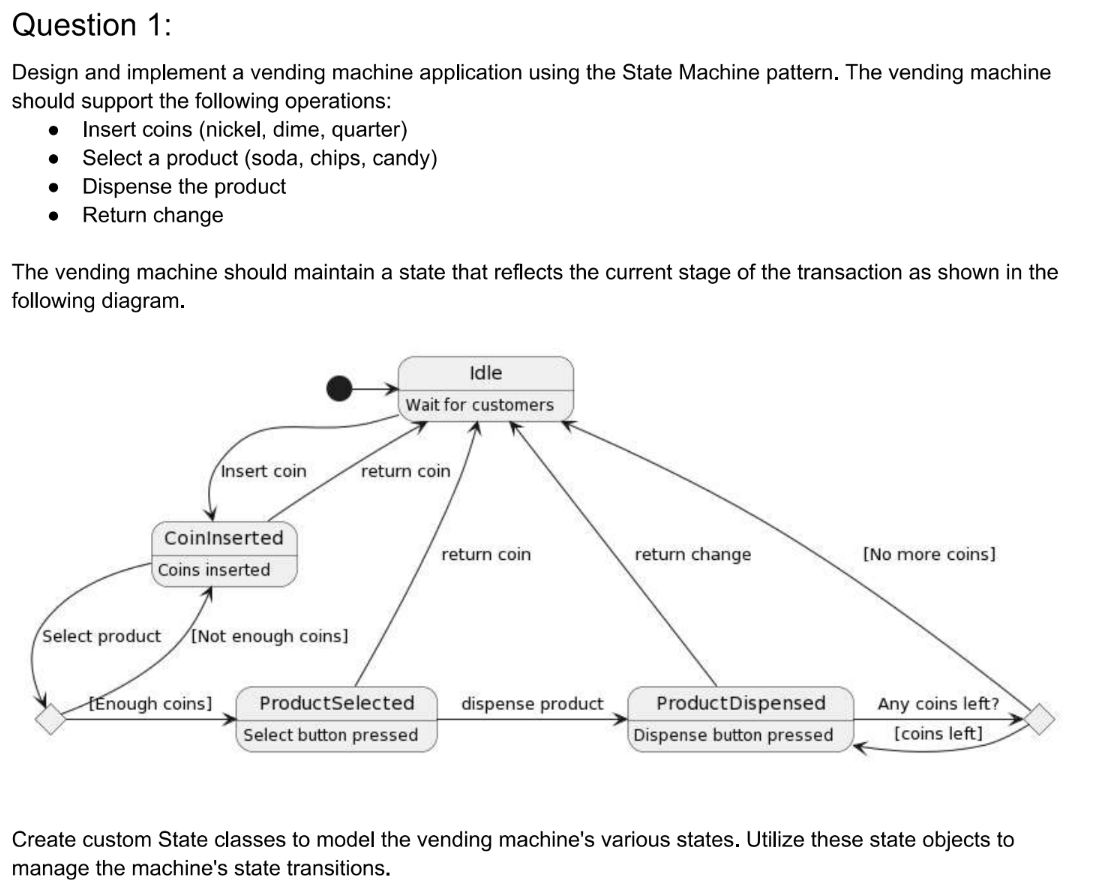 Question 1:
Design and implement a vending machine application using the State Machine pattern. The vending machine
should support the following operations:
● Insert coins (nickel, dime, quarter)
● Select a product (soda, chips, candy)
● Dispense the product
● Return change
The vending machine should maintain a state that reflects the current stage of the transaction as shown in the
following diagram.
Idle
Wait for customers
Insert coin
return coin
CoinInserted
Coins inserted
return coin
return change
[No more coins]
Select product
[Not enough coins]
[Enough coins]
ProductSelected
Select button pressed
dispense product
ProductDispensed
Dispense button pressed
Any coins left?
[coins left]
Create custom State classes to model the vending machine's various states. Utilize these state objects to
manage the machine's state transitions.